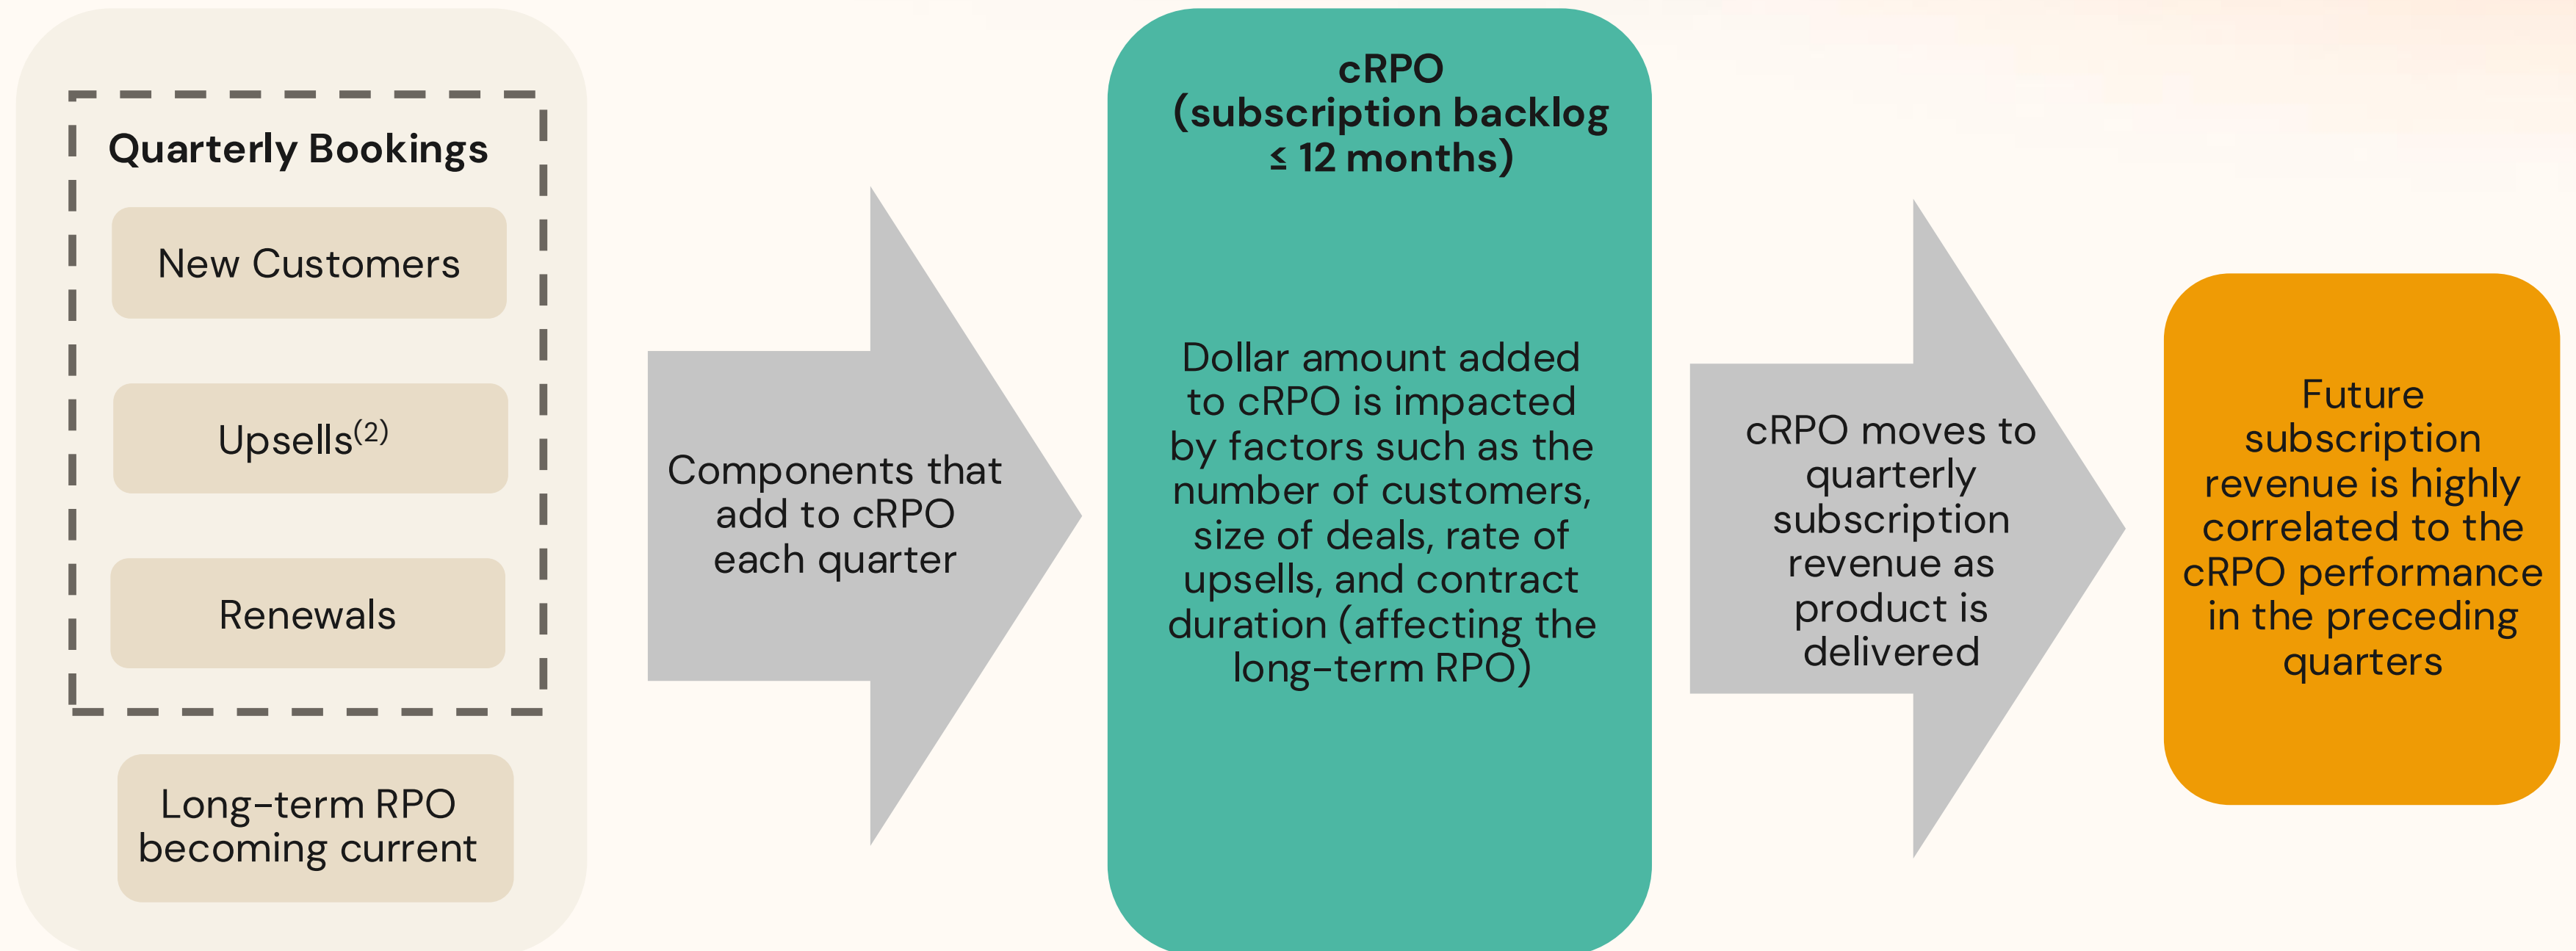 Quarterly Bookings
New Customers
Upsells(2)
Renewals
Long-term RPO
becoming current
Components that
add to cRPO
each quarter
cRPO
(subscription backlog
≤ 12 months)
Dollar amount added
to cRPO is impacted
by factors such as the
number of customers,
size of deals, rate of
upsells, and contract
duration (affecting the
long-term RPO)
cRPO moves to
quarterly
subscription
revenue as
product is
delivered
Future
subscription
revenue is highly
correlated to the
cRPO performance
in the preceding
quarters